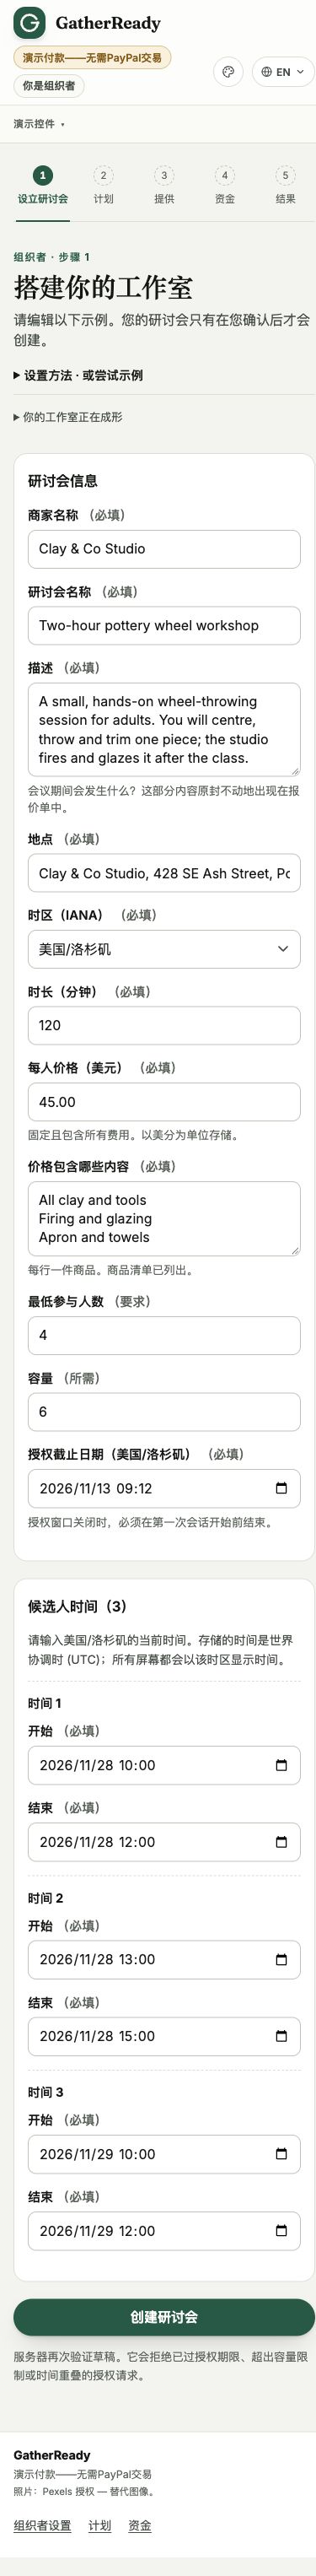 GatherReady
演示付款——无需PayPal交易
你是组织者
EN
演示控件
1
2
3
4
5
设立研讨会
计划
提供
资金
结果
组织者 · 步骤 1
搭建你的工作室
请编辑以下示例。您的研讨会只有在您确认后才会
创建。
设置方法 · 或尝试示例
你的工作室正在成形
研讨会信息
商家名称 （必填）
Clay & Co Studio
研讨会名称 （必填）
Two-hour pottery wheel workshop
描述 （必填）
A small, hands-on wheel-throwing
session for adults. You will centre,
throw and trim one piece; the studio
fires and glazes it after the class.
会议期间会发生什么？这部分内容原封不动地出现在报
价单中。
地点 （必填）
Clay & Co Studio, 428 SE Ash Street, Po
时区（IANA） （必填）
美国/洛杉矶
时长（分钟） （必填）
120
每人价格（美元） （必填）
45.00
固定且包含所有费用。以美分为单位存储。
价格包含哪些内容 （必填）
All clay and tools
Firing and glazing
Apron and towels
每行一件商品。商品清单已列出。
最低参与人数 （要求）
4
容量 （所需）
6
授权截止日期（美国/洛杉矶） （必填）
2026/11/13 09:12
授权窗口关闭时，必须在第一次会话开始前结束。
候选人时间（3）
请输入美国/洛杉矶的当前时间。存储的时间是世界
协调时 (UTC)；所有屏幕都会以该时区显示时间。
时间 1
开始 （必填）
2026/11/28 10:00
结束 （必填）
2026/11/28 12:00
时间 2
开始 （必填）
2026/11/28 13:00
结束 （必填）
2026/11/28 15:00
时间 3
开始 （必填）
2026/11/29 10:00
结束 （必填）
2026/11/29 12:00
创建研讨会
服务器再次验证草稿。它会拒绝已过授权期限、超出容量限
制或时间重叠的授权请求。
GatherReady
演示付款——无需PayPal交易
照片：Pexels 授权 — 替代图像。
组织者设置 计划 资金